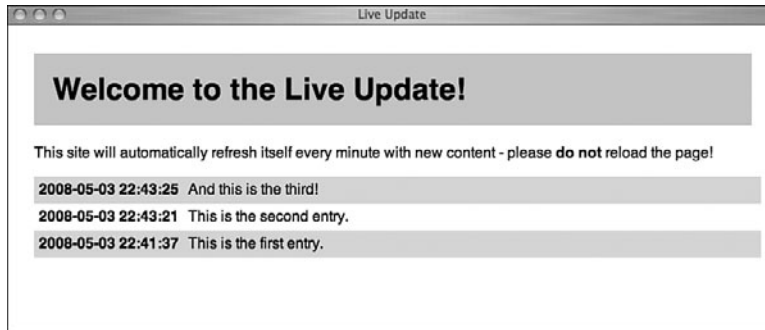 Live Update
Welcome to the Live Update!
This site will automatically refresh itself every minute with new content - please do not reload the page!
2008-05-03 22:43:25 And this is the third!
2008-05-03 22:43:21 This is the second entry.
2008-05-03 22:41:37 This is the first entry.